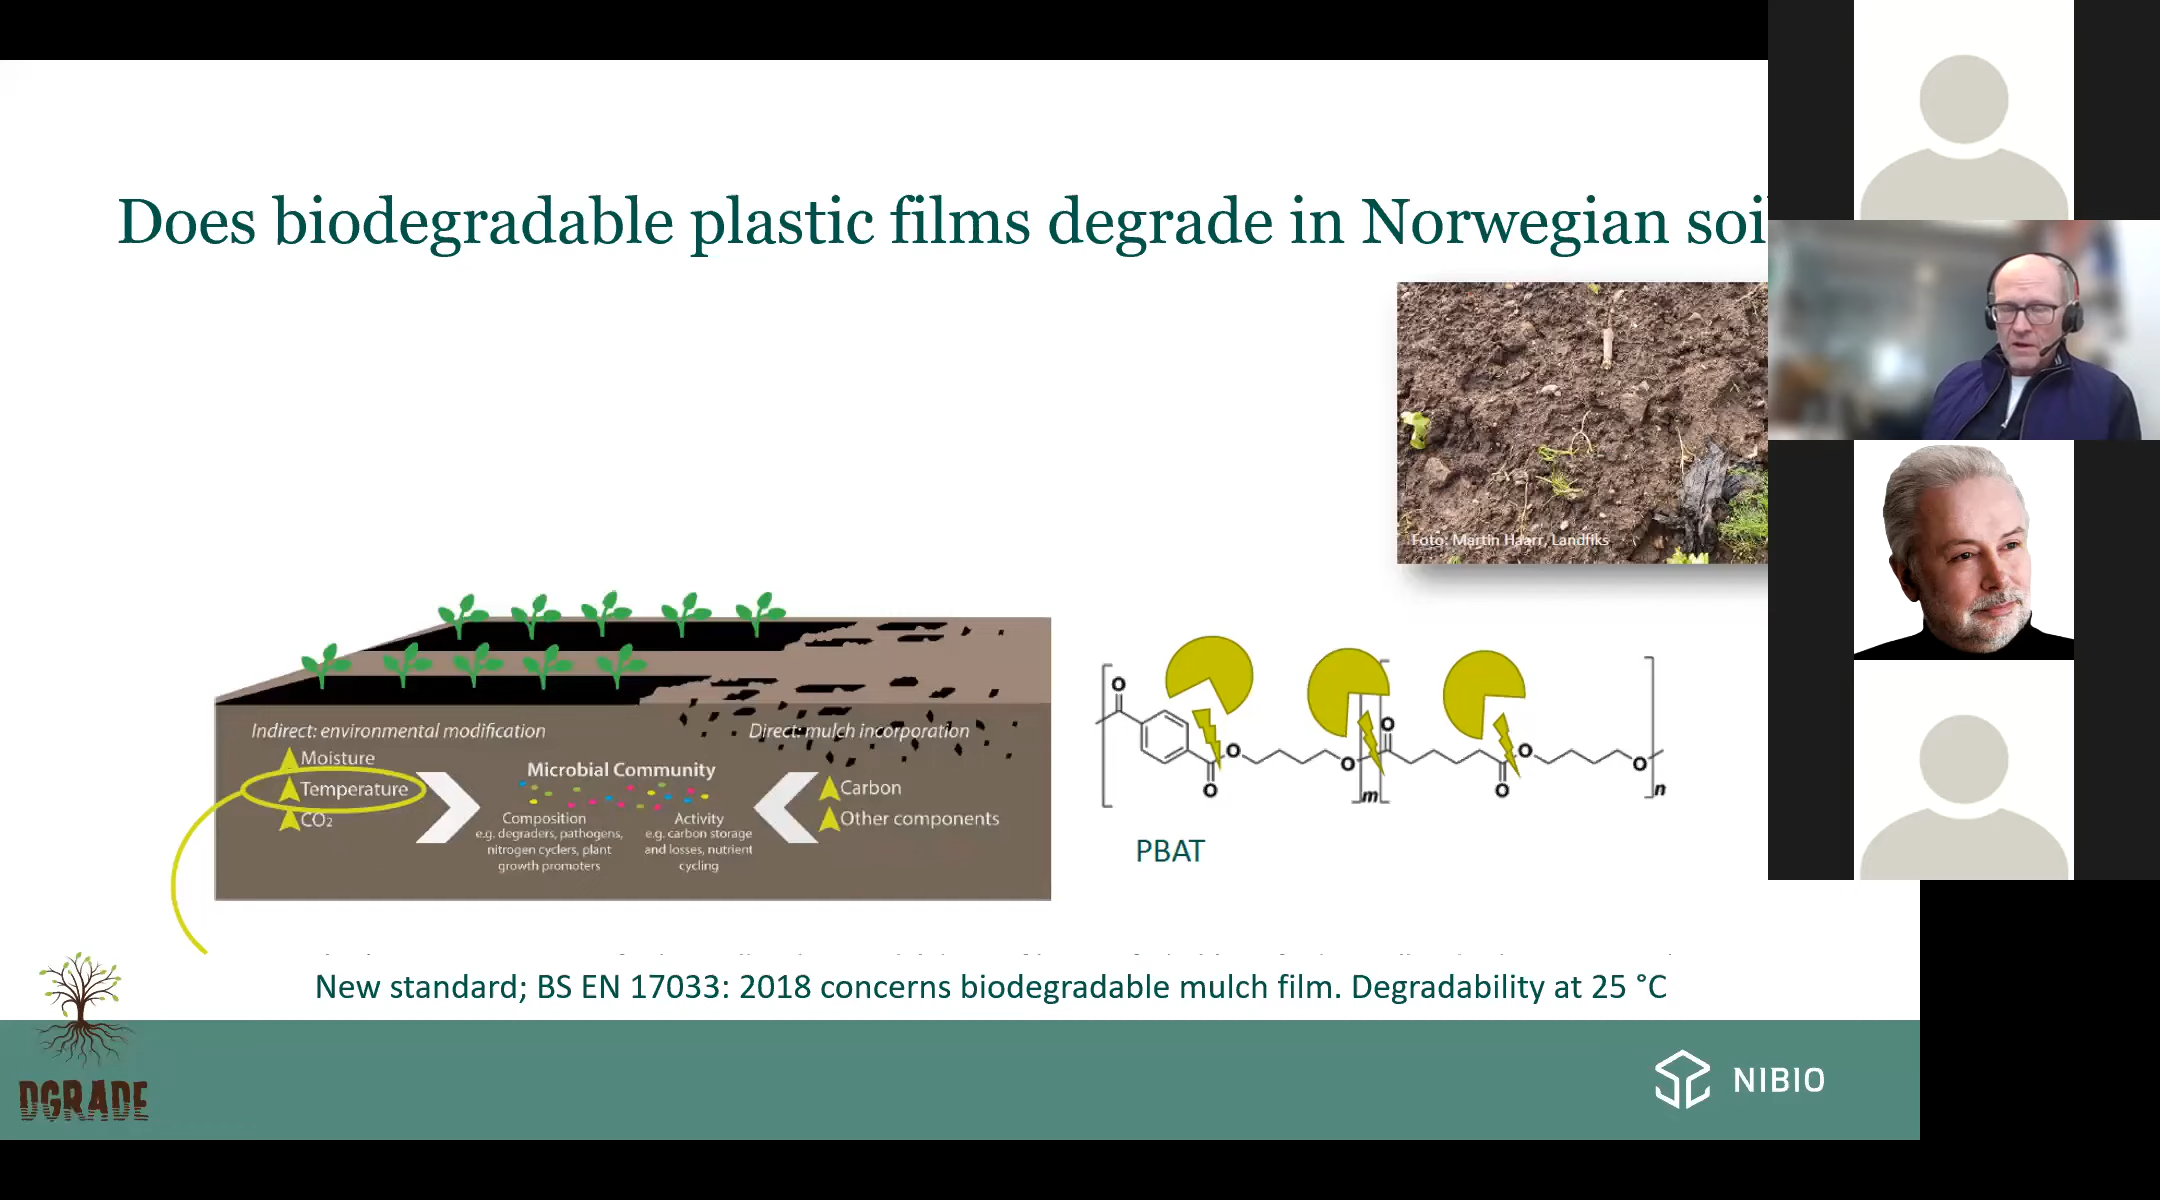 Does biodegradable plastic films degrade in Norwegian soi
Foto: Martin Haarr, Landfiks
Indirect: environmental modification
Moisture
Temperature
CO₂
Microbial Community
Composition
e.g. degraders, pathogens,
nitrogen cyclers, plant
growth promoters
Activity
e.g. carbon storage
and losses, nutrient
cycling
Direct: mulch incorporation
Carbon
Other components
O
O
O
O
m
O
O
O
O
n
PBAT
New standard; BS EN 17033: 2018 concerns biodegradable mulch film. Degradability at 25 °C
DGRADE
NIBIO